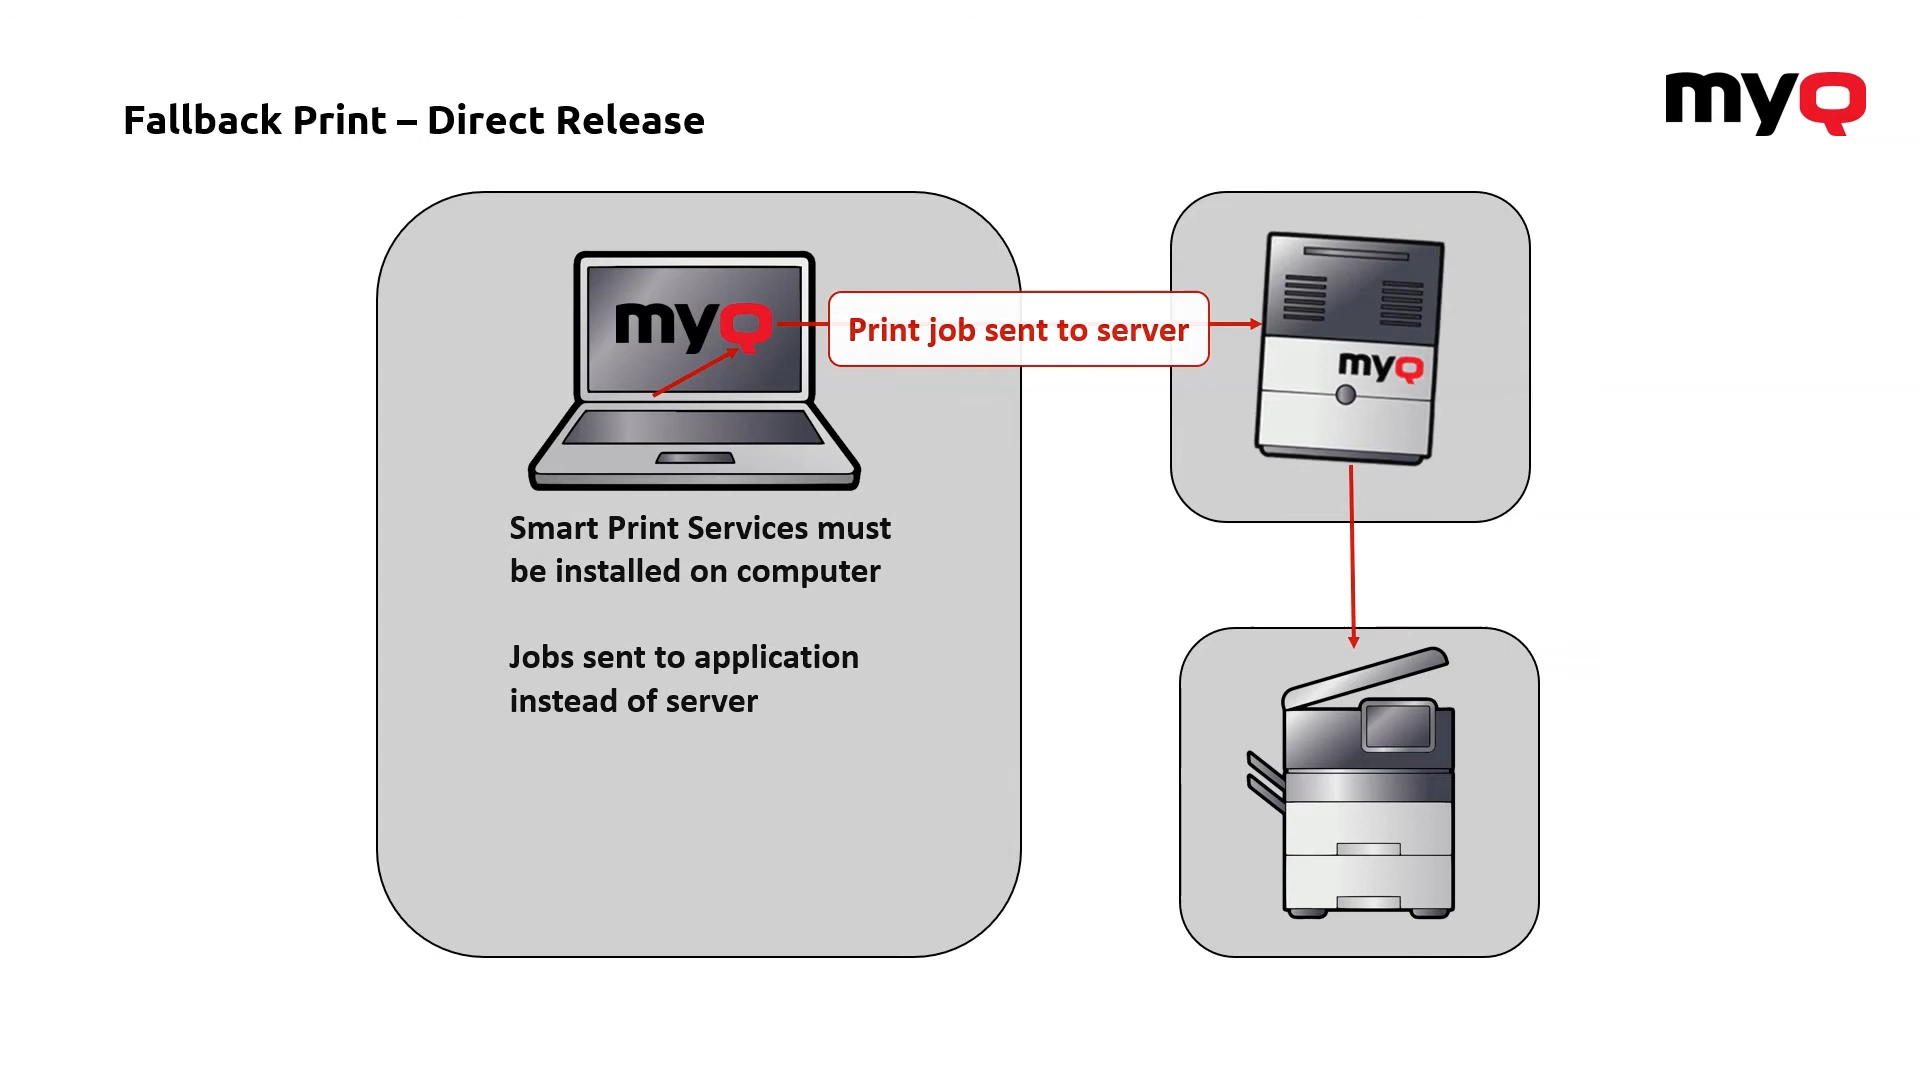 myQ
Fallback Print – Direct Release
myQ
Print job sent to server
myQ
Smart Print Services must
be installed on computer
Jobs sent to application
instead of server